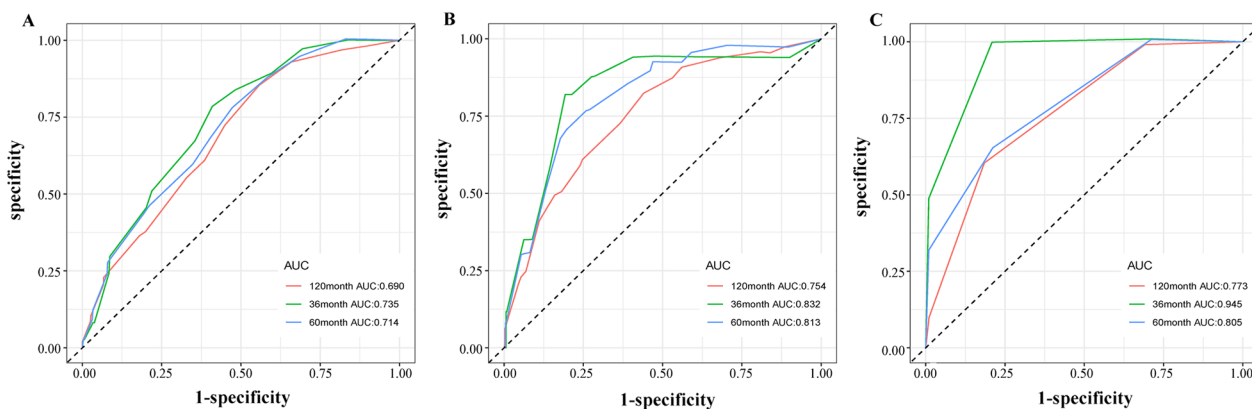 A
1.00
0.75
0.50
0.25
0.00
specificity
AUC
120month AUC:0.690
36month AUC:0.735
60month AUC:0.714
0.00 0.25 0.50 0.75 1.00
1-specificity
B
1.00
0.75
0.50
0.25
0.00
specificity
AUC
120month AUC:0.754
36month AUC:0.832
60month AUC:0.813
0.00 0.25 0.50 0.75 1.00
1-specificity
C
1.00
0.75
0.50
0.25
0.00
specificity
AUC
120month AUC:0.773
36month AUC:0.945
60month AUC:0.805
0.00 0.25 0.50 0.75 1.00
1-specificity